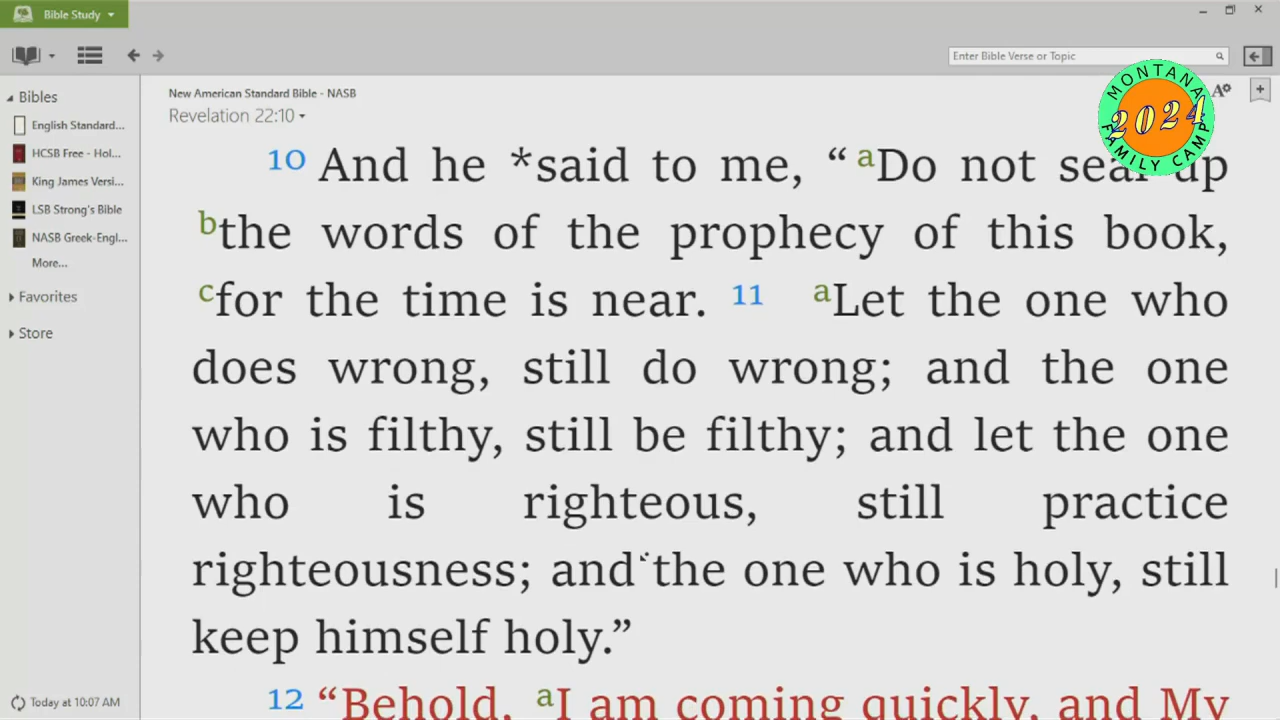 Bible Study
Enter Bible Verse or Topic
Bibles
English Standard...
HCSB Free - Hol...
King James Versi...
LSB Strong's Bible
NASB Greek-Engl...
More...
Favorites
Store
Today at 10:07 AM
New American Standard Bible - NASB
Revelation 22:10
MONTANA
2024
FAMILY CAMP
10 And he *said to me, “aDo not seal up
bthe words of the prophecy of this book,
cfor the time is near. 11 aLet the one who
does wrong, still do wrong; and the one
who is filthy, still be filthy; and let the one
who is righteous, still practice
righteousness; and the one who is holy, still
keep himself holy.”
12 “Behold, aI am coming quickly, and My